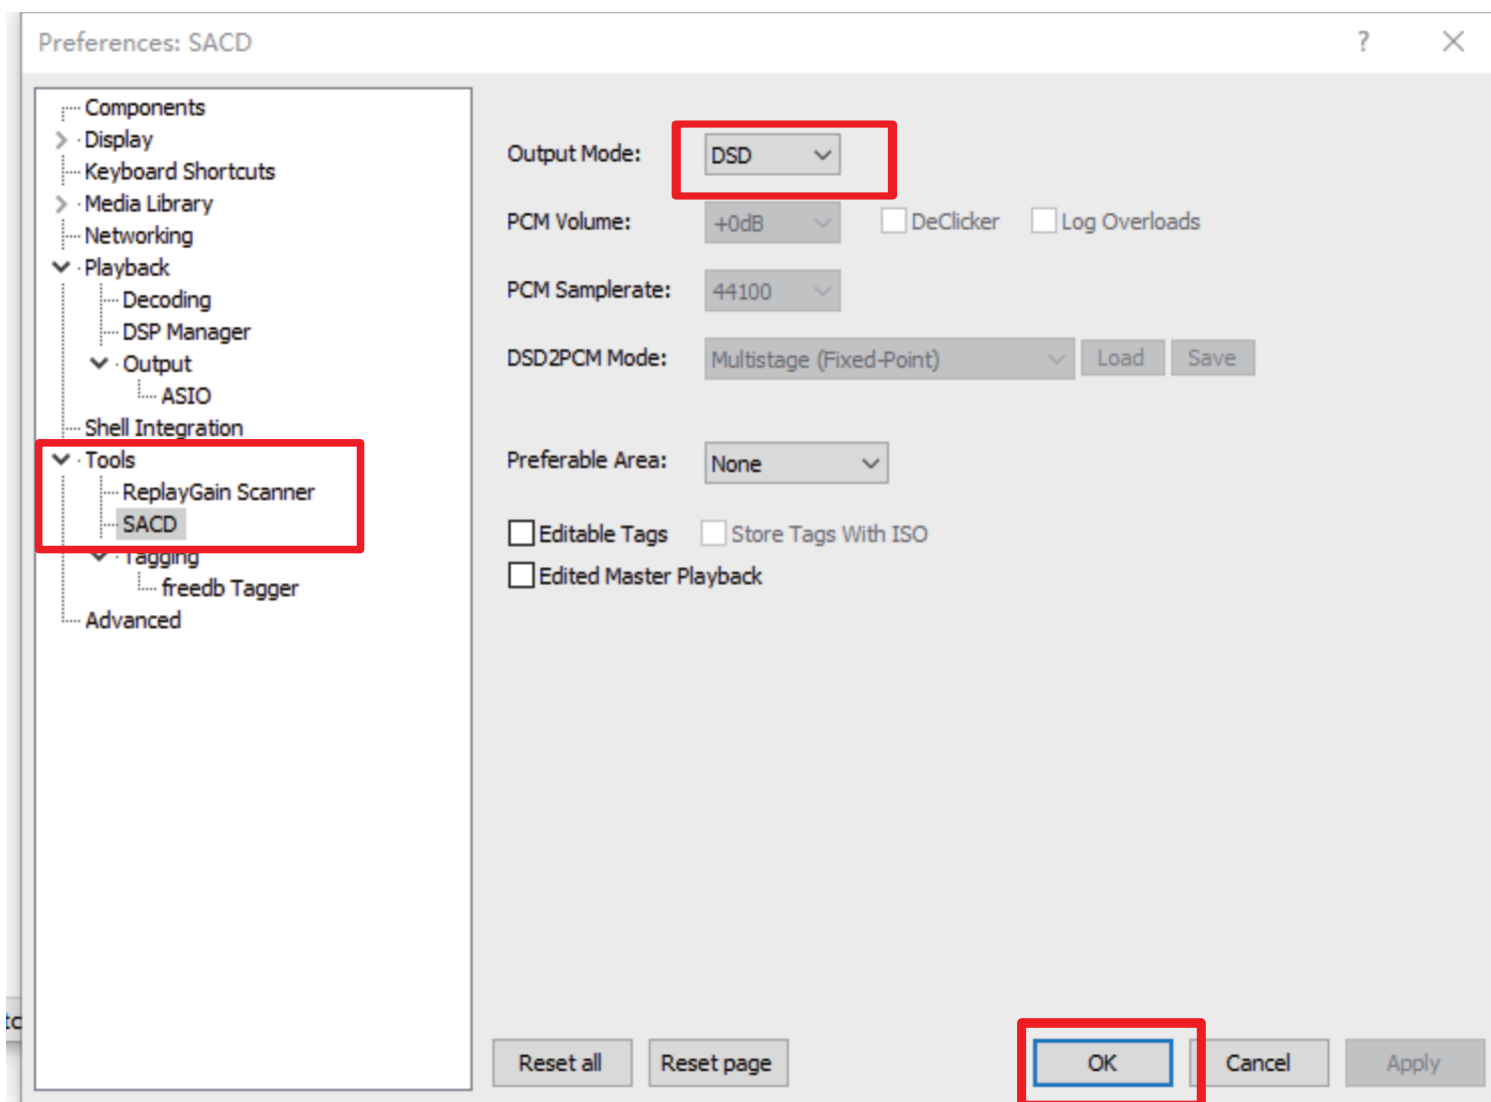 Preferences: SACD
?
Components
Display
Keyboard Shortcuts
Media Library
Networking
Playback
Decoding
DSP Manager
Output
ASIO
Shell Integration
Tools
ReplayGain Scanner
SACD
Tagging
freedb Tagger
Advanced
Output Mode: DSD
PCM Volume: +0dB DeClicker Log Overloads
PCM Samplerate: 44100
DSD2PCM Mode: Multistage (Fixed-Point) Load Save
Preferable Area: None
Editable Tags Store Tags With ISO
Edited Master Playback
Reset all Reset page OK Cancel Apply